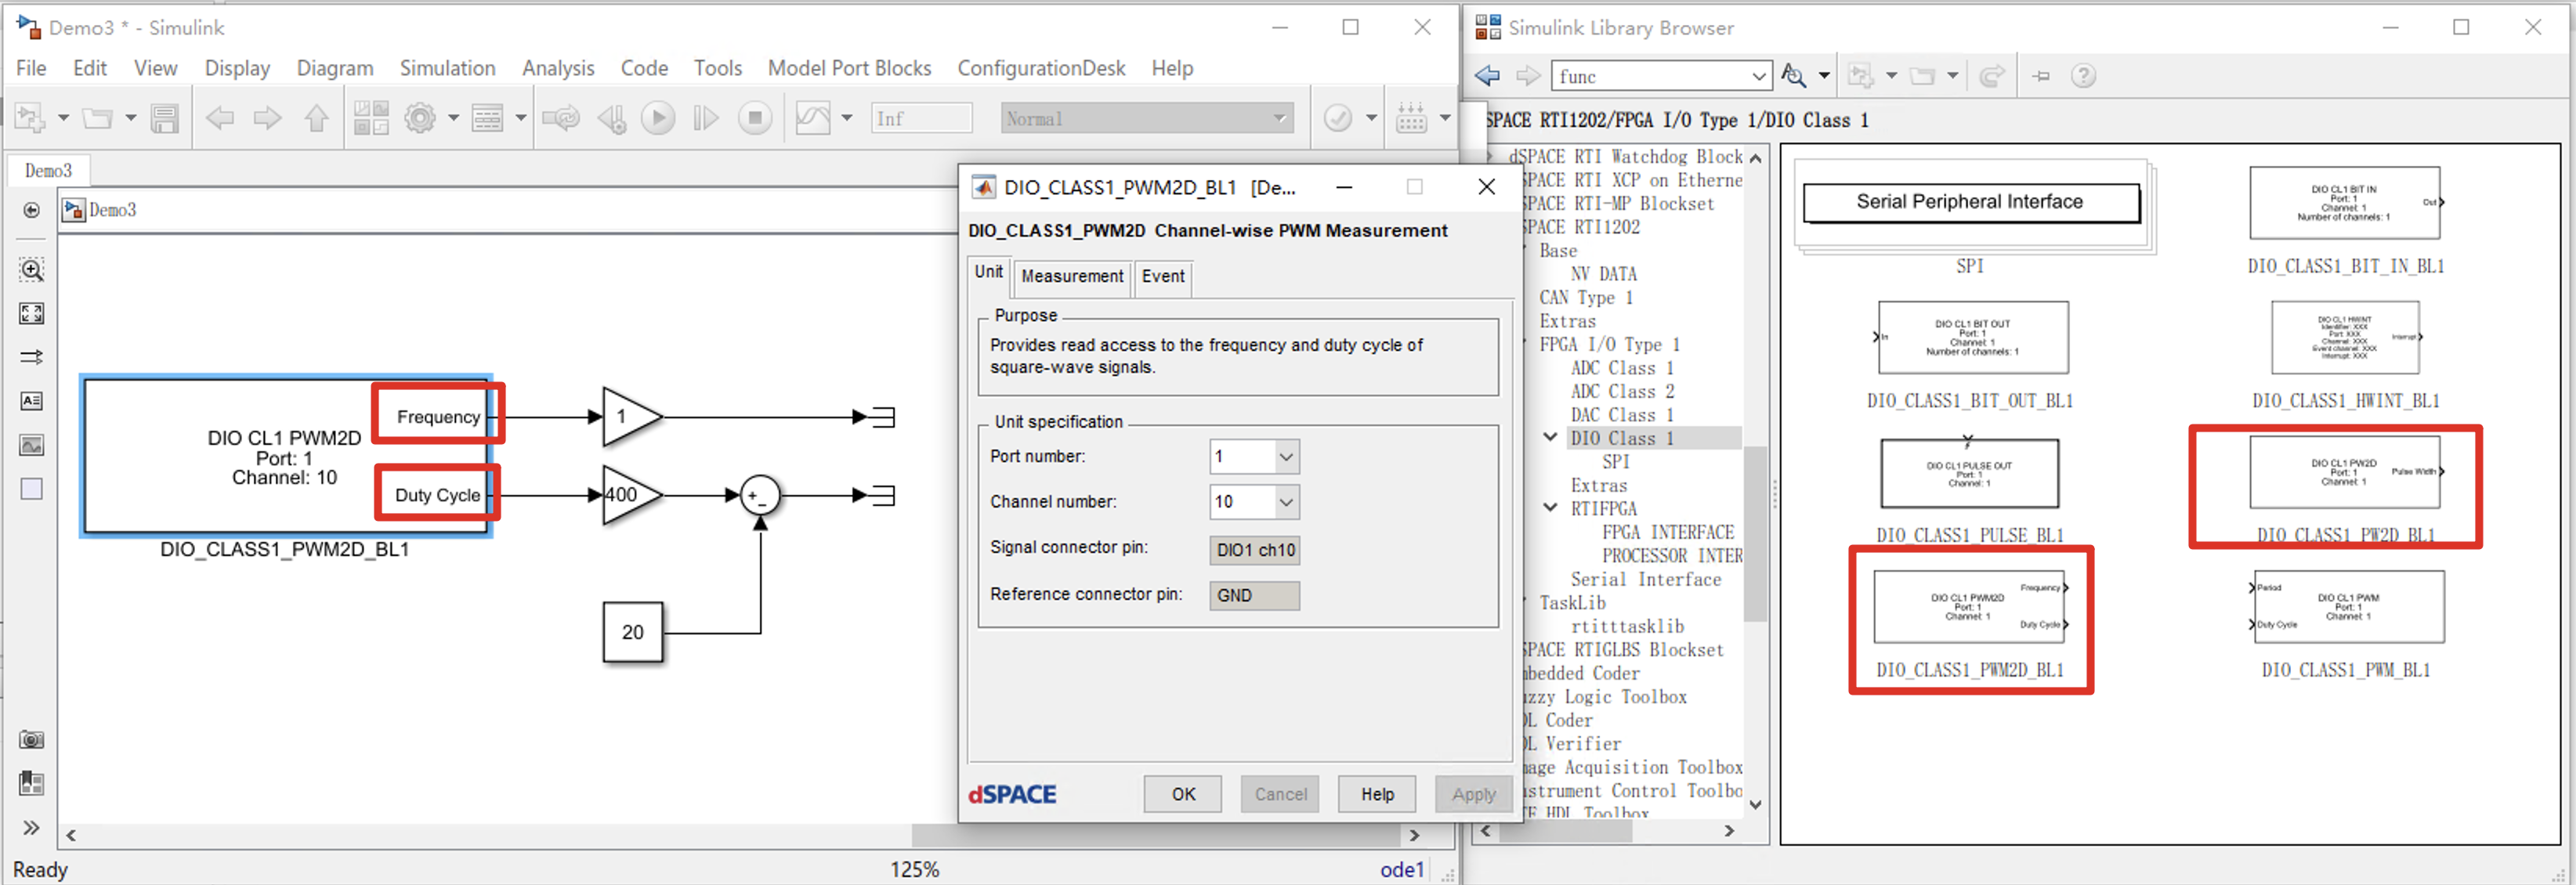 Demo3 * - Simulink
File Edit View Display Diagram Simulation Analysis Code Tools Model Port Blocks ConfigurationDesk Help
Inf
Normal
Demo3
Demo3
Frequency
DIO CL1 PWM2D
Port: 1
Channel: 10
Duty Cycle
DIO_CLASS1_PWM2D_BL1
1
400
+
-
20
Ready
125%
ode1
DIO_CLASS1_PWM2D_BL1 [De...
DIO_CLASS1_PWM2D Channel-wise PWM Measurement
Unit Measurement Event
Purpose
Provides read access to the frequency and duty cycle of
square-wave signals.
Unit specification
Port number: 1
Channel number: 10
Signal connector pin: DIO1 ch10
Reference connector pin: GND
dSPACE
OK Cancel Help Apply
Simulink Library Browser
func
SPACE RTI1202/FPGA I/O Type 1/DIO Class 1
dSPACE RTI Watchdog Block
SPACE RTI XCP on Etherne
SPACE RTI-MP Blockset
SPACE RTI1202
Base
NV DATA
CAN Type 1
Extras
FPGA I/O Type 1
ADC Class 1
ADC Class 2
DAC Class 1
DIO Class 1
SPI
Extras
RTIFPGA
FPGA INTERFACE
PROCESSOR INTER
Serial Interface
TaskLib
rtitttasklib
SPACE RTIGLBS Blockset
mbedded Coder
uzzy Logic Toolbox
DL Coder
DL Verifier
mage Acquisition Toolbox
nstrument Control Toolbo
TE HDL Toolbox
Serial Peripheral Interface
SPI
DIO CL1 BIT IN
Port: 1
Channel: 1
Number of channels: 1
Out
DIO_CLASS1_BIT_IN_BL1
In
DIO CL1 BIT OUT
Port: 1
Channel: 1
Number of channels: 1
DIO_CLASS1_BIT_OUT_BL1
DIO CL1 HWINT
Identifier: XXX
Port: XXX
Channel: XXX
Event channel: XXX
Interrupt: XXX
Interrupt
DIO_CLASS1_HWINT_BL1
DIO CL1 PULSE OUT
Port: 1
Channel: 1
DIO_CLASS1_PULSE_BL1
DIO CL1 PW2D
Port: 1
Channel: 1
Pulse Width
DIO_CLASS1_PW2D_BL1
DIO CL1 PWM2D
Port: 1
Channel: 1
Frequency
Duty Cycle
DIO_CLASS1_PWM2D_BL1
Period
Duty Cycle
DIO CL1 PWM
Port: 1
Channel: 1
DIO_CLASS1_PWM_BL1